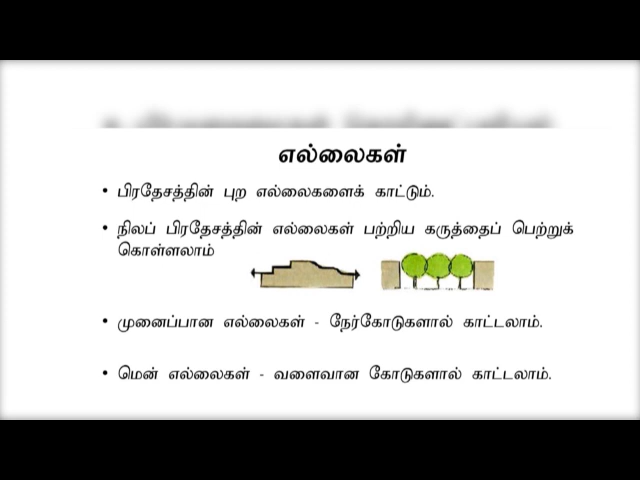 எல்லைகள்
• பிரதேசத்தின் புற எல்லைகளைக் காட்டும்.
• நிலப் பிரதேசத்தின் எல்லைகள் பற்றிய கருத்தைப் பெற்றுக்
கொள்ளலாம்
• முனைப்பான எல்லைகள் - நேர்கோடுகளால் காட்டலாம்.
• மென் எல்லைகள் - வளைவான கோடுகளால் காட்டலாம்.